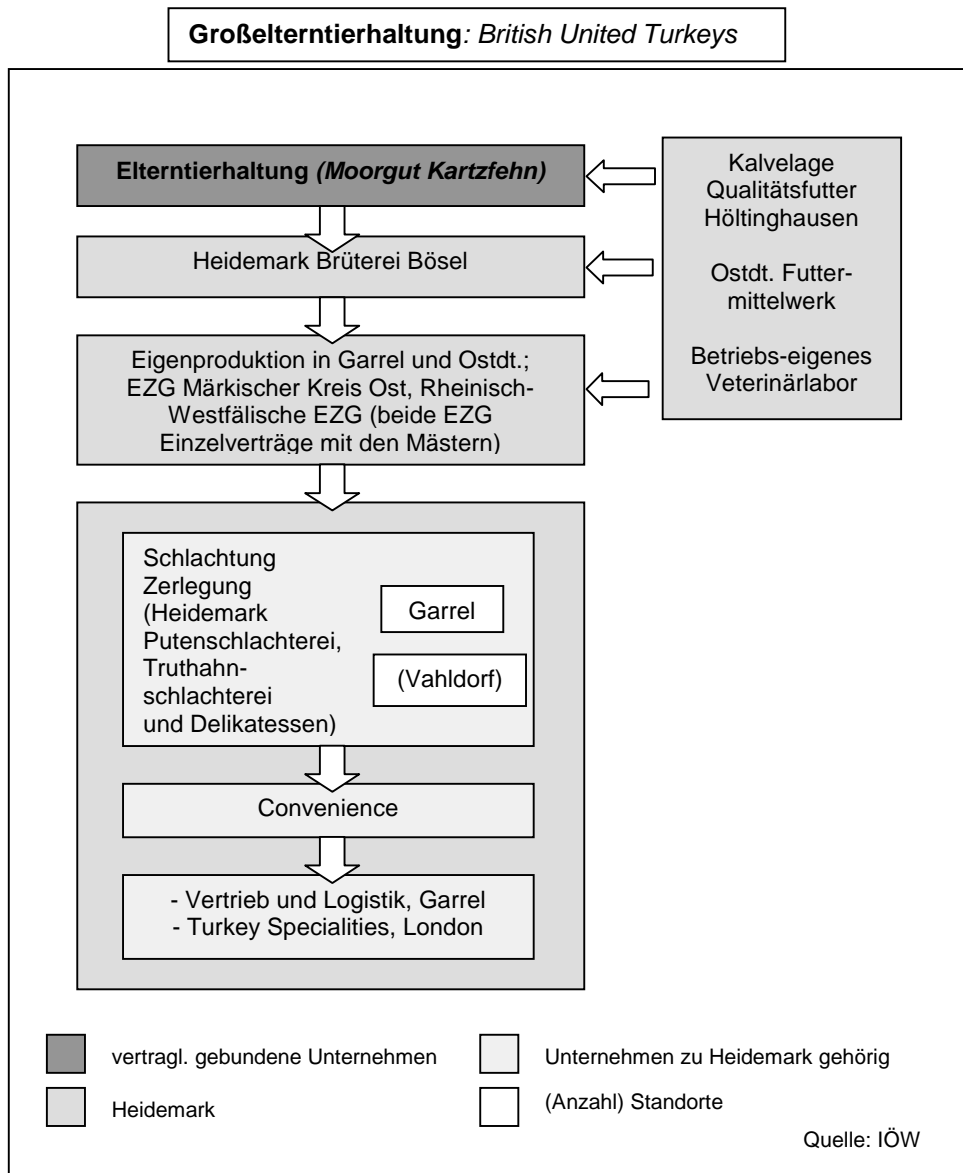 Großelterntierhaltung: British United Turkeys
Elterntierhaltung (Moorgut Kartzfehn)
Kalvelage
Qualitätsfutter
Höltinghausen
Ostdt. Futter-
mittelwerk
Betriebs-eigenes
Veterinärlabor
Heidemark Brüterei Bösel
Eigenproduktion in Garrel und Ostdt.;
EZG Märkischer Kreis Ost, Rheinisch-
Westfälische EZG (beide EZG
Einzelverträge mit den Mästern)
Schlachtung
Zerlegung
(Heidemark
Putenschlachterei,
Truthahn-
schlachterei
und Delikatessen)
Garrel
(Vahldorf)
Convenience
- Vertrieb und Logistik, Garrel
- Turkey Specialities, London
vertragl. gebundene Unternehmen
Unternehmen zu Heidemark gehörig
Heidemark
(Anzahl) Standorte
Quelle: IÖW